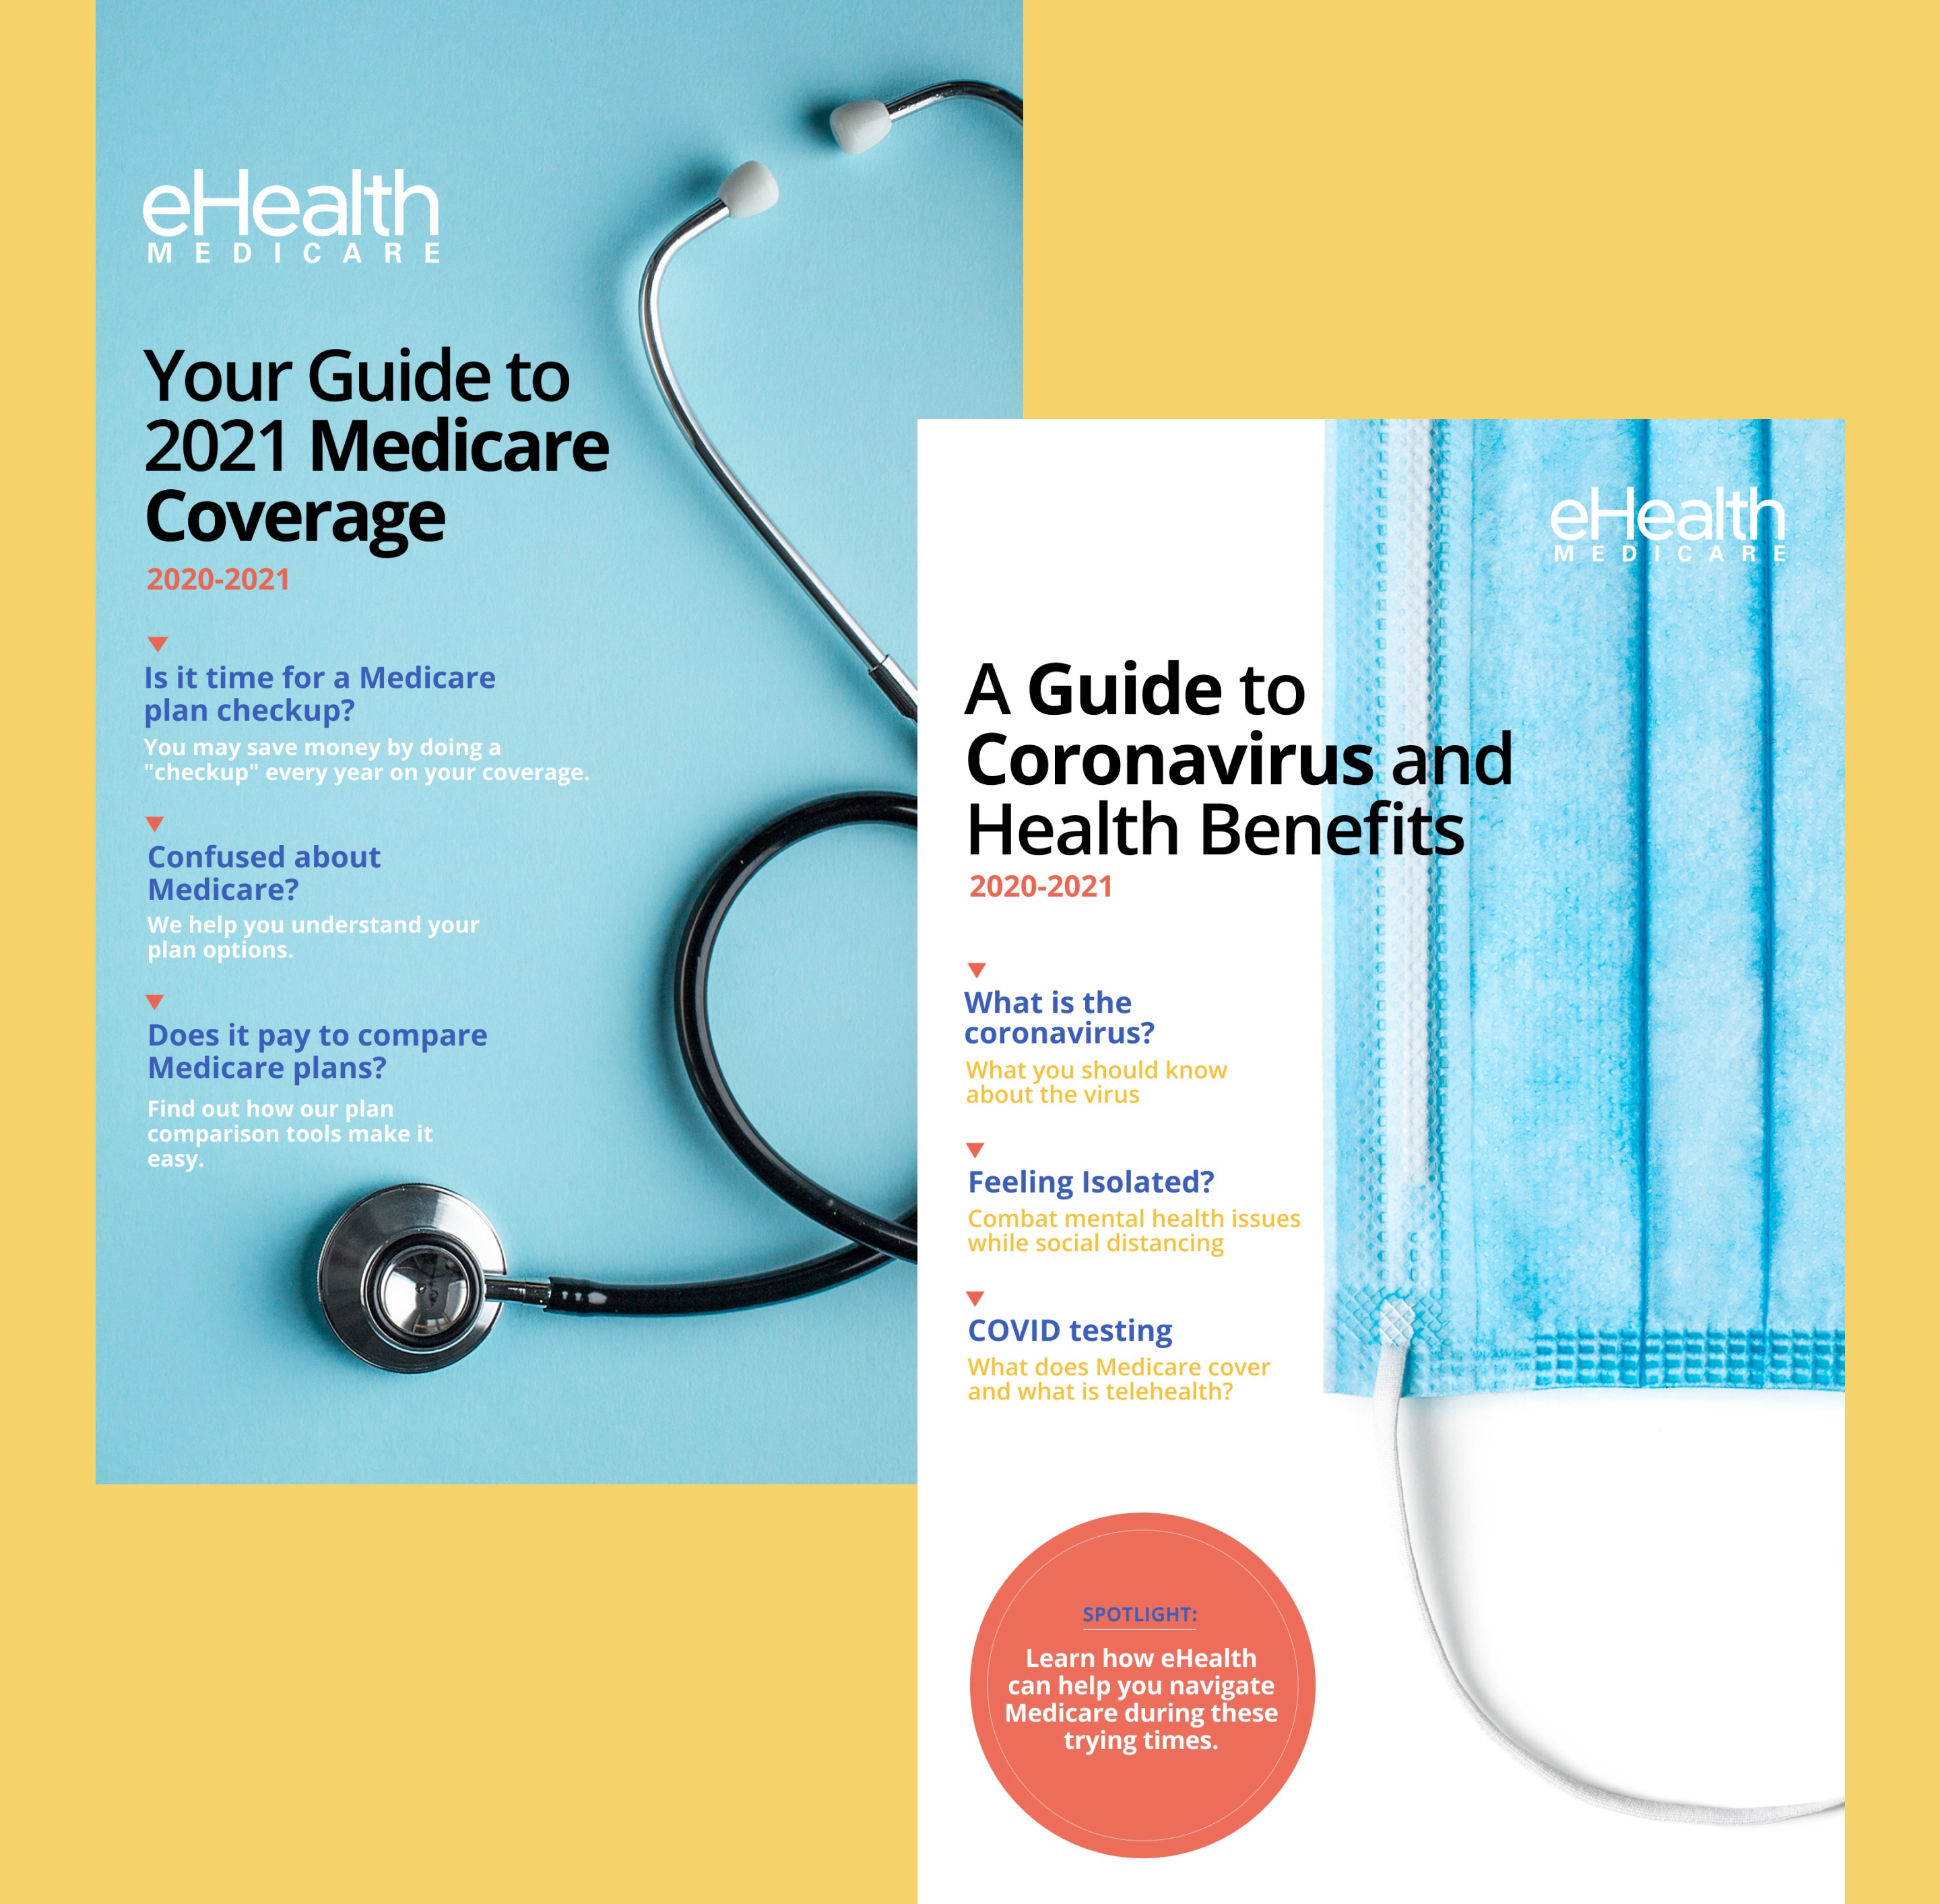 eHealth
MEDICARE
Your Guide to
2021 Medicare
Coverage
2020-2021
Is it time for a Medicare
plan checkup?
You may save money by doing a
"checkup" every year on your coverage.
Confused about
Medicare?
We help you understand your
plan options.
Does it pay to compare
Medicare plans?
Find out how our plan
comparison tools make it
easy.
eHealth
MEDICARE
A Guide to
Coronavirus and
Health Benefits
2020-2021
What is the
coronavirus?
What you should know
about the virus
Feeling Isolated?
Combat mental health issues
while social distancing
COVID testing
What does Medicare cover
and what is telehealth?
SPOTLIGHT:
Learn how eHealth
can help you navigate
Medicare during these
trying times.